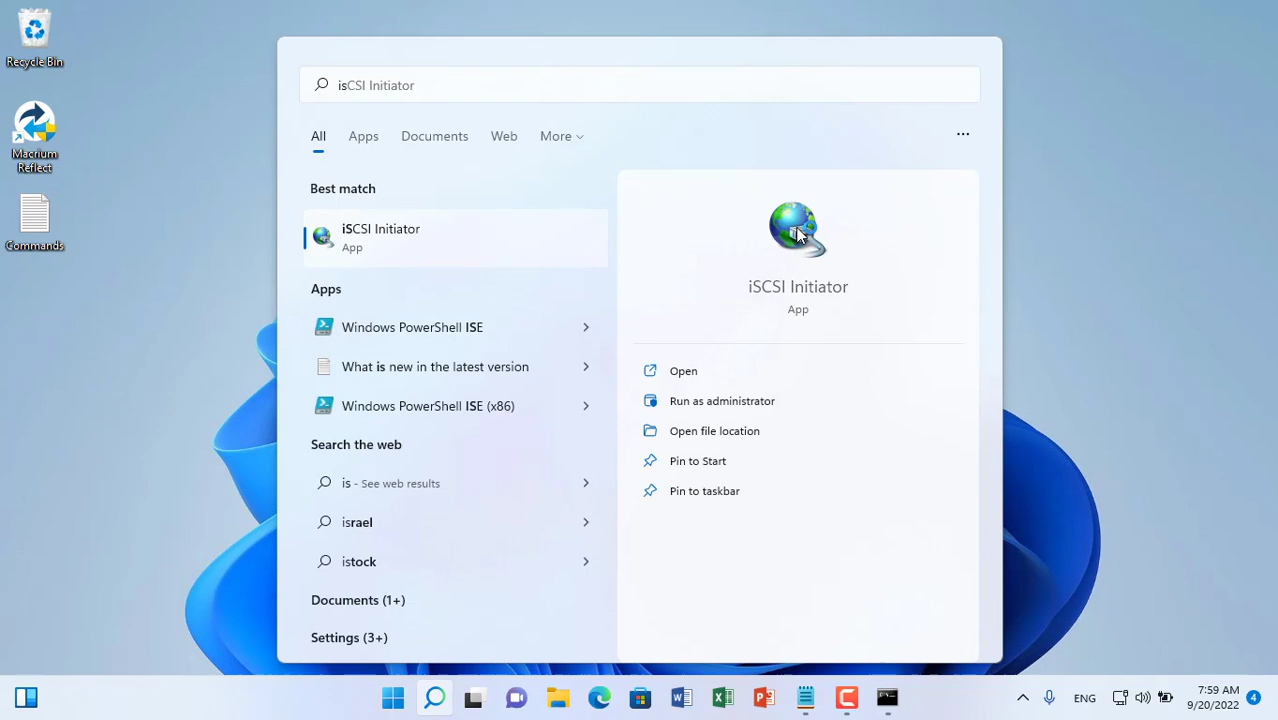 Recycle Bin
Macrium
Reflect
Commands
isCSI Initiator
All Apps Documents Web More
Best match
iSCSI Initiator
App
Apps
Windows PowerShell ISE
What is new in the latest version
Windows PowerShell ISE (x86)
Search the web
is - See web results
israel
istock
Documents (1+)
Settings (3+)
iSCSI Initiator
App
Open
Run as administrator
Open file location
Pin to Start
Pin to taskbar
ENG
7:59 AM
9/20/2022
4